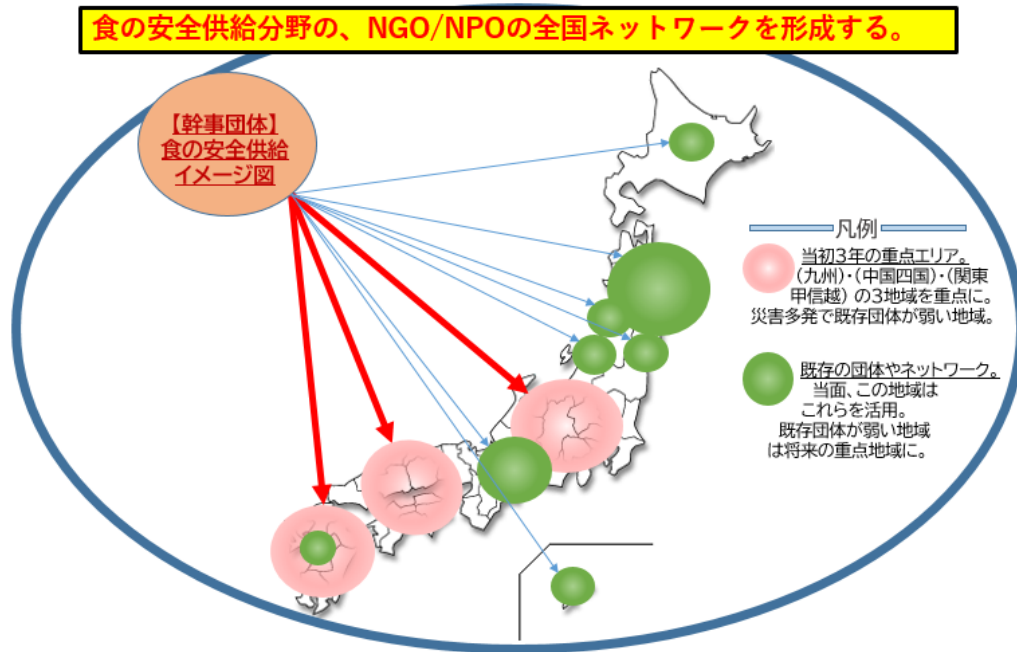 食の安全供給分野の、NGO/NPOの全国ネットワークを形成する。
【幹事団体】
食の安全供給
イメージ図
凡例
当初3年の重点エリア。
(九州)・(中国四国)・(関東
甲信越) の3地域を重点に。
災害多発で既存団体が弱い地域。
既存の団体やネットワーク。
当面、この地域は
これらを活用。
既存団体が弱い地域
は将来の重点地域に。